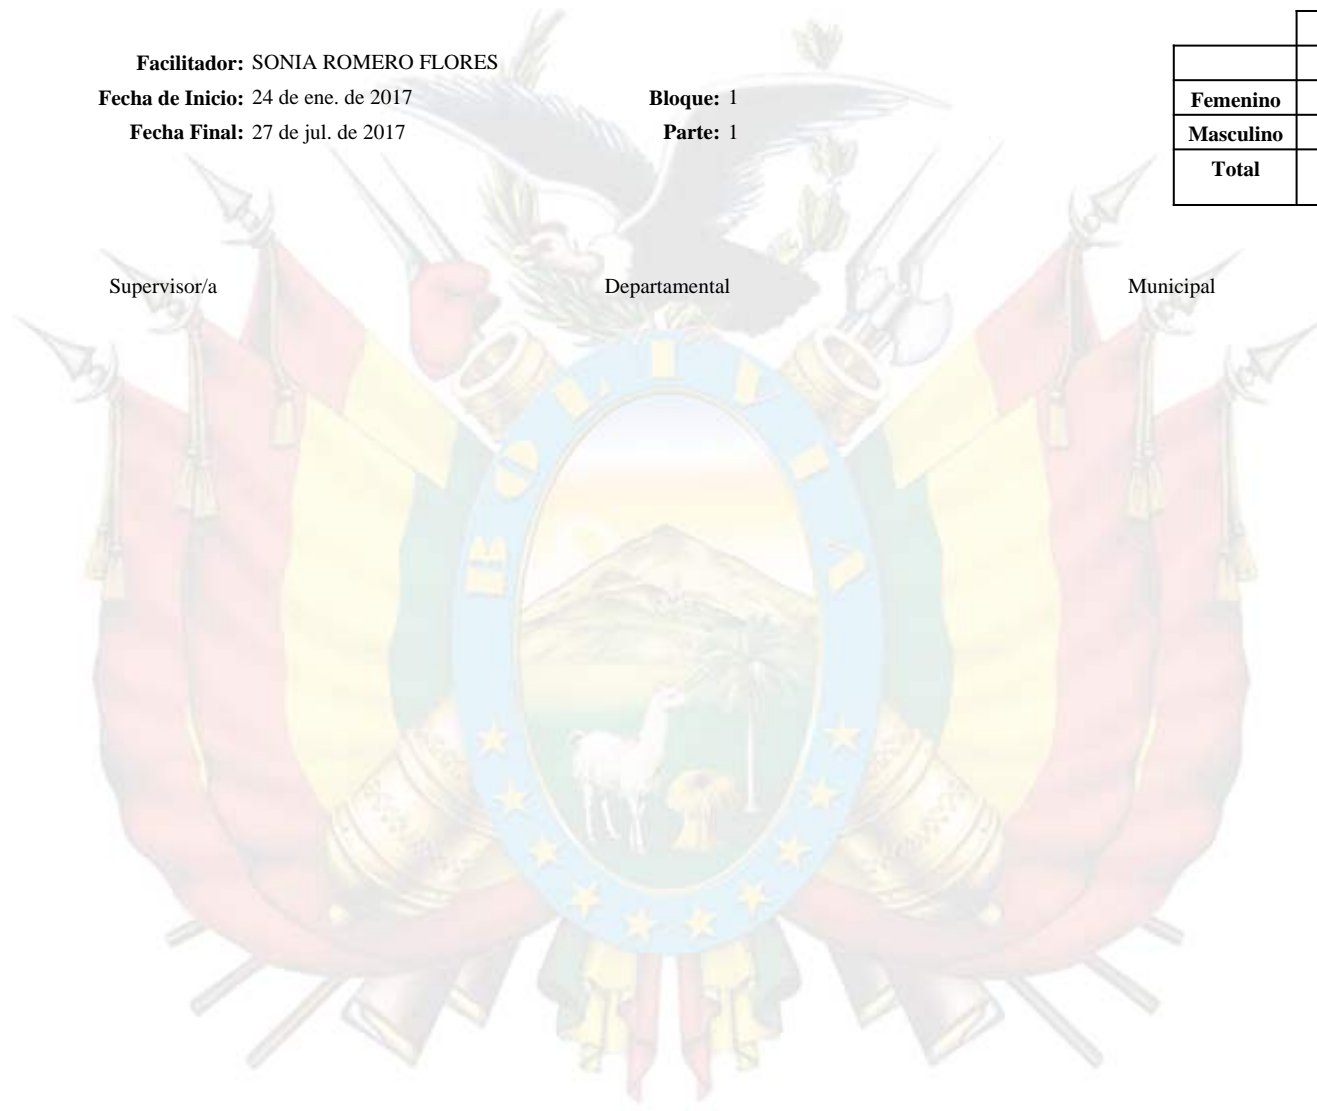 Facilitador: SONIA ROMERO FLORES
Fecha de Inicio: 24 de ene. de 2017 Bloque: 1
Femenino
Fecha Final: 27 de jul. de 2017 Parte: 1
Masculino
Total
Supervisor/a Departamental Municipal
BOLIVIA